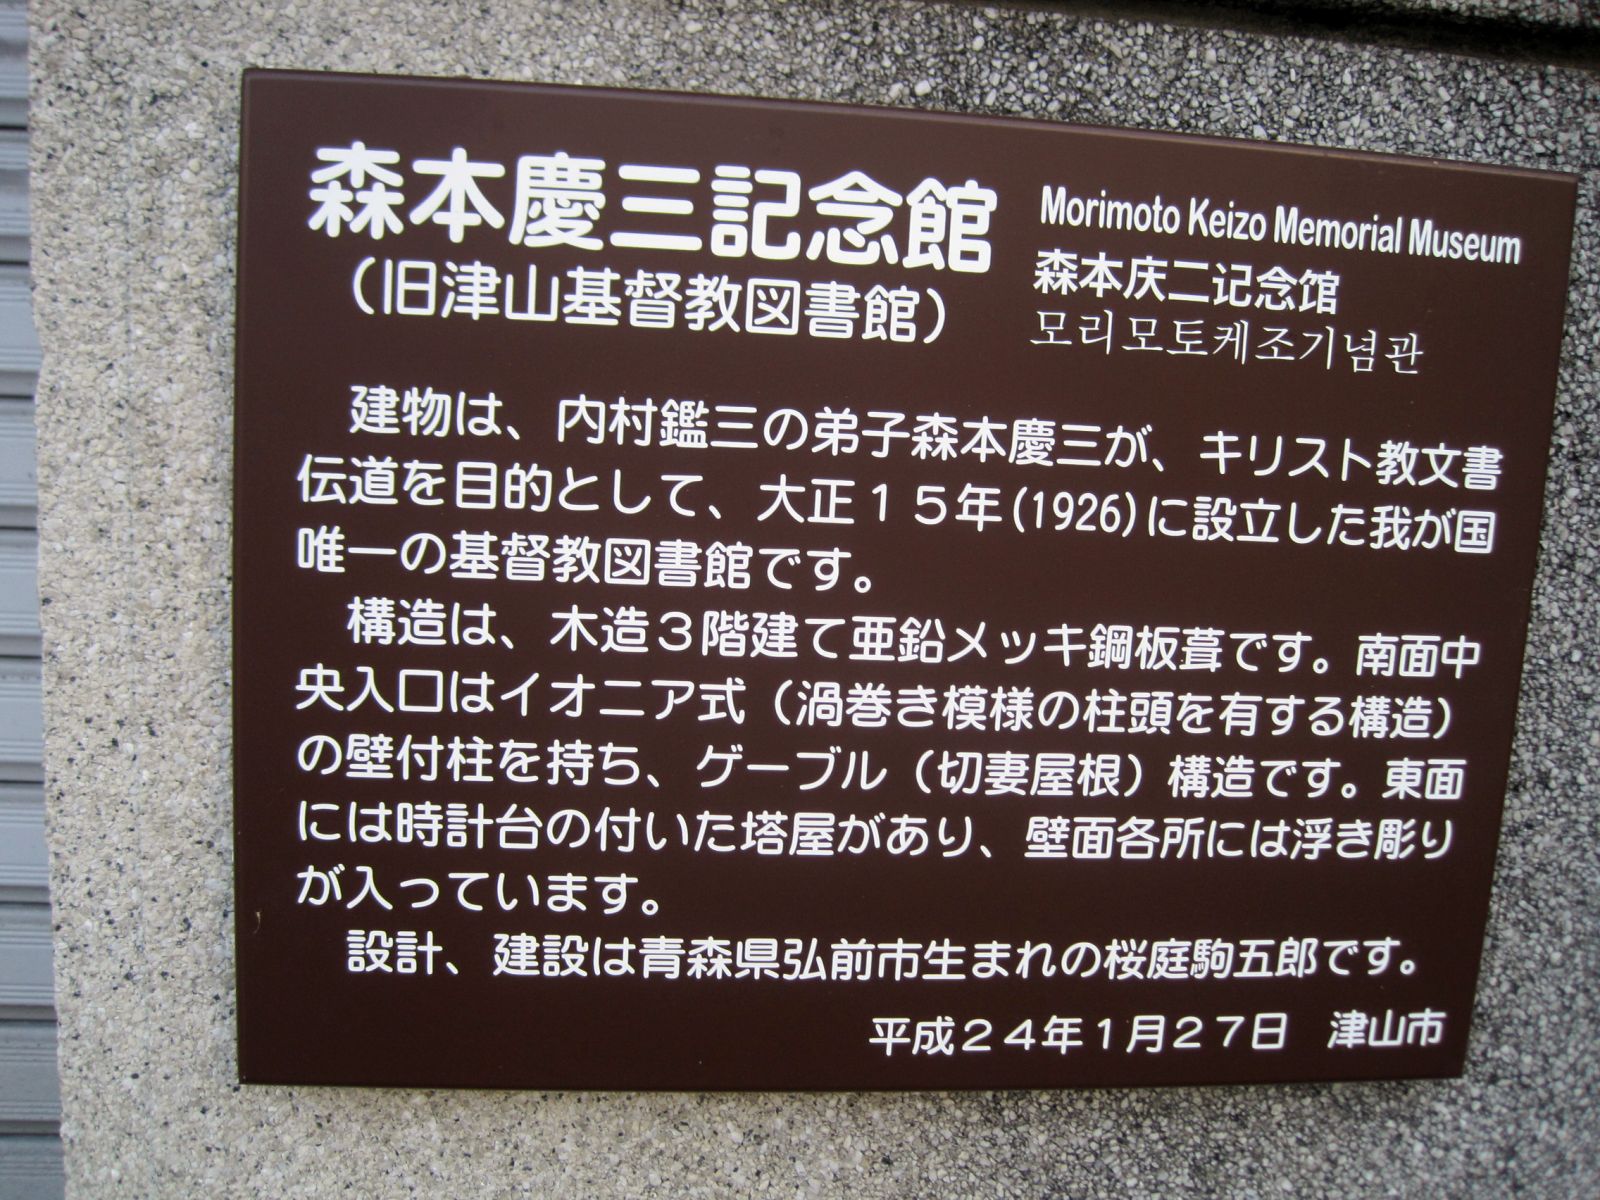 森本慶三記念館
(旧津山基督教図書館)
Morimoto Keizo Memorial Museum
森本庆二记念馆
모리모토케조기념관
建物は、内村鑑三の弟子森本慶三が、キリスト教文書
伝道を目的として、大正15年(1926)に設立した我が国
唯一の基督教図書館です。
構造は、木造3階建て亜鉛メッキ鋼板葺です。南面中
央入口はイオニア式(渦巻き模様の柱頭を有する構造)
の壁付柱を持ち、ゲーブル(切妻屋根)構造です。東面
には時計台の付いた塔屋があり、壁面各所には浮き彫り
が入っています。
設計、建設は青森県弘前市生まれの桜庭駒五郎です。
平成24年1月27日 津山市